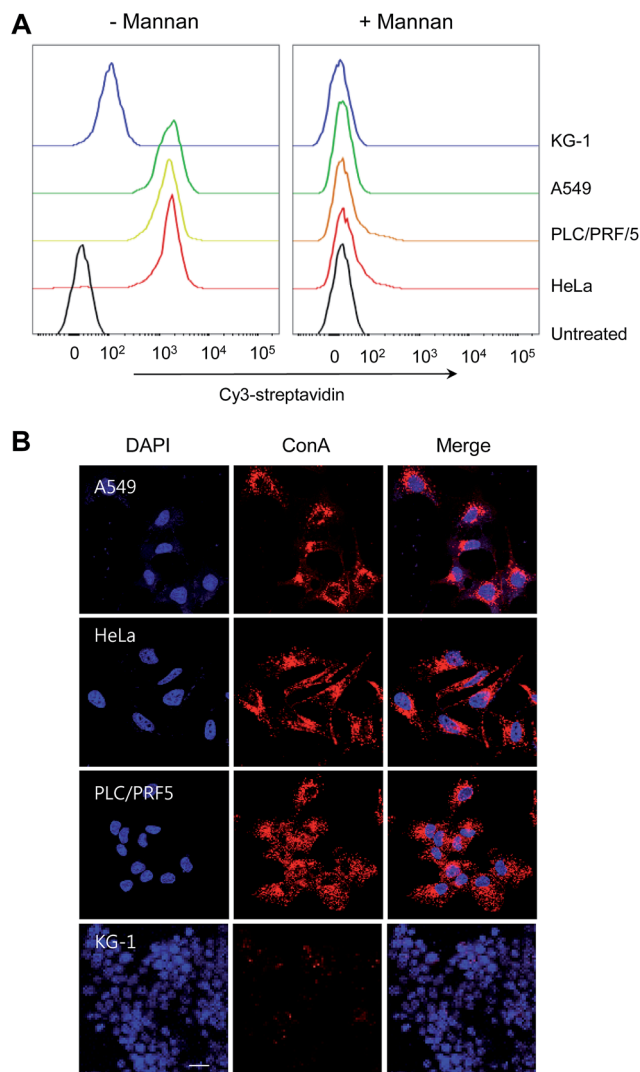 A
- Mannan + Mannan
KG-1
A549
PLC/PRF/5
HeLa
Untreated
0 10² 10³ 10⁴ 10⁵ 0 10² 10³ 10⁴ 10⁵
Cy3-streptavidin
B
DAPI ConA Merge
A549
HeLa
PLC/PRF5
KG-1